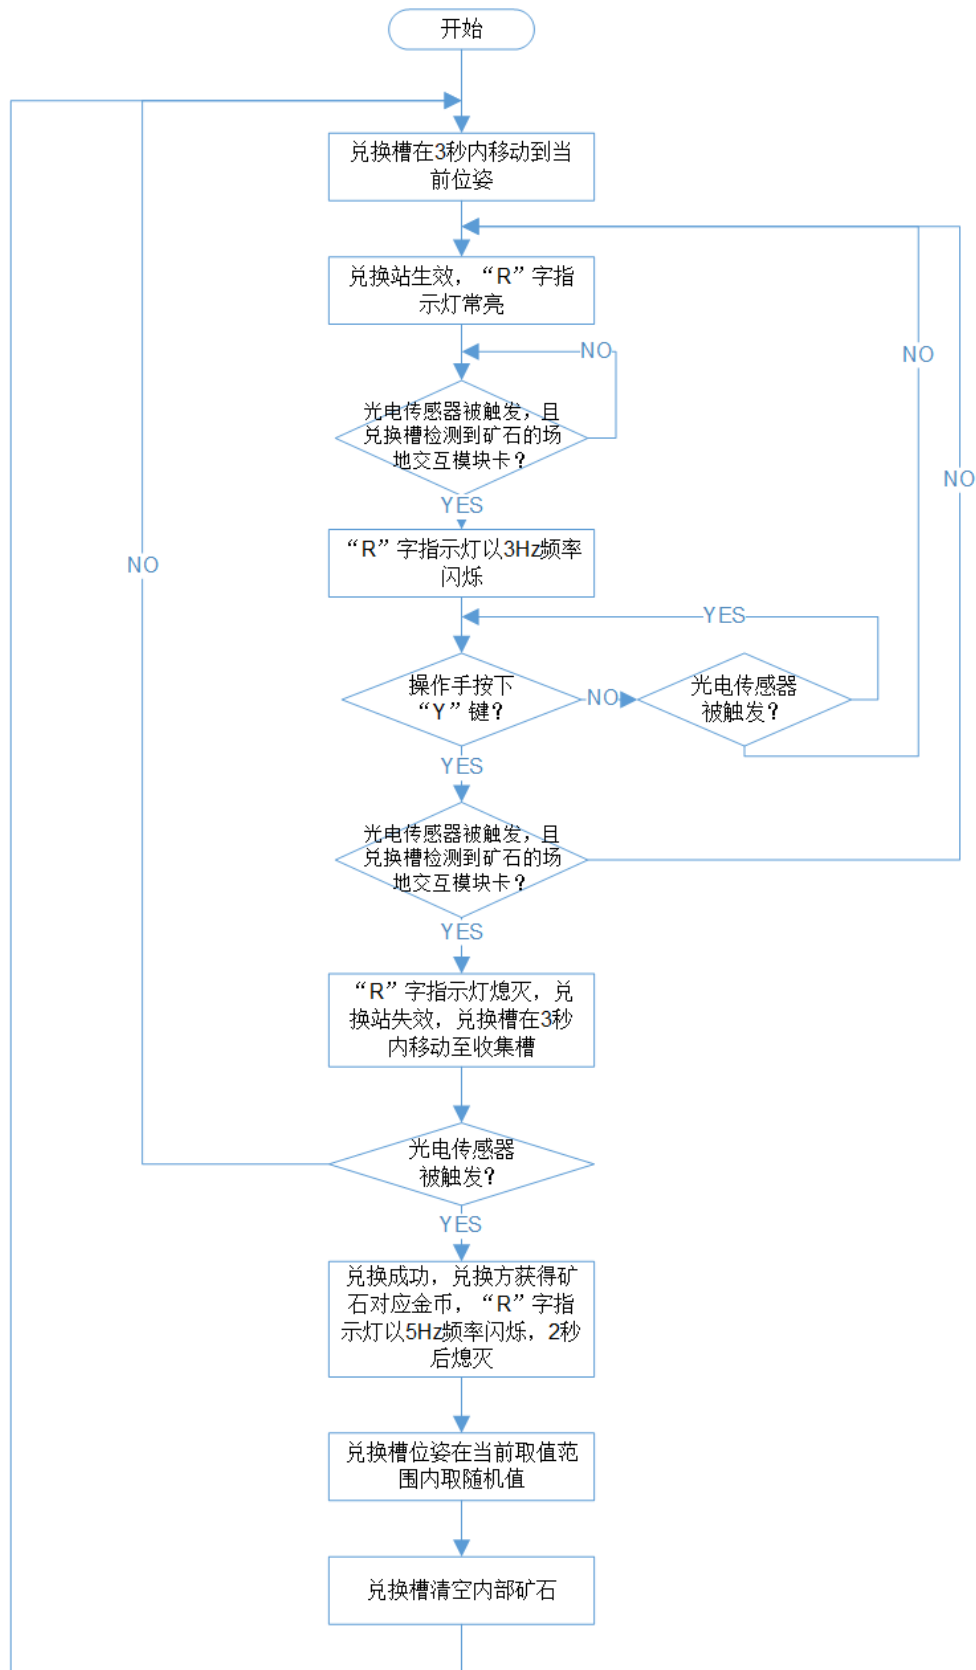 开始
兑换槽在3秒内移动到当
前位姿
兑换站生效，“R”字指
示灯常亮
NO
NO
光电传感器被触发，且
兑换槽检测到矿石的场
地交互模块卡？
NO
YES
“R”字指示灯以3Hz频率
闪烁
NO
YES
操作手按下
“Y”键？
NO
光电传感器
被触发？
YES
光电传感器被触发，且
兑换槽检测到矿石的场
地交互模块卡？
YES
“R”字指示灯熄灭，兑
换站失效，兑换槽在3秒
内移动至收集槽
光电传感器
被触发？
YES
兑换成功，兑换方获得矿
石对应金币，“R”字指
示灯以5Hz频率闪烁，2秒
后熄灭
兑换槽位姿在当前取值范
围内取随机值
兑换槽清空内部矿石